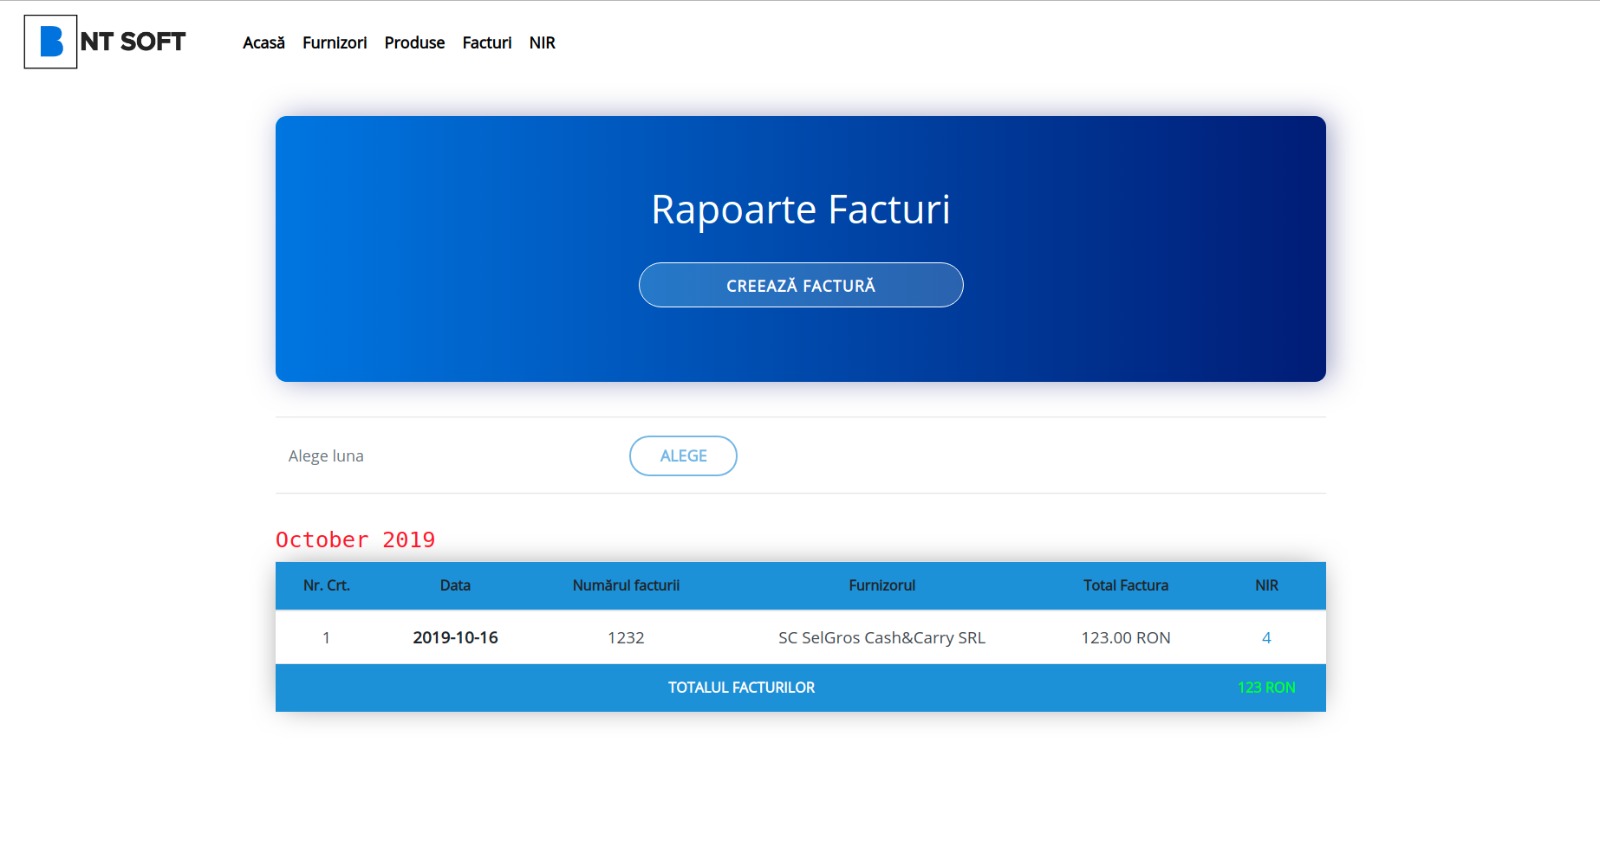 B NT SOFT
Acasă Furnizori Produse Facturi NIR
Rapoarte Facturi
CREEAZĂ FACTURĂ
Alege luna ALEGE
October 2019
Nr. Crt. Data Numărul facturii Furnizorul Total Factura NIR
1 2019-10-16 1232 SC SelGros Cash&Carry SRL 123.00 RON 4
TOTALUL FACTURILOR 123 RON